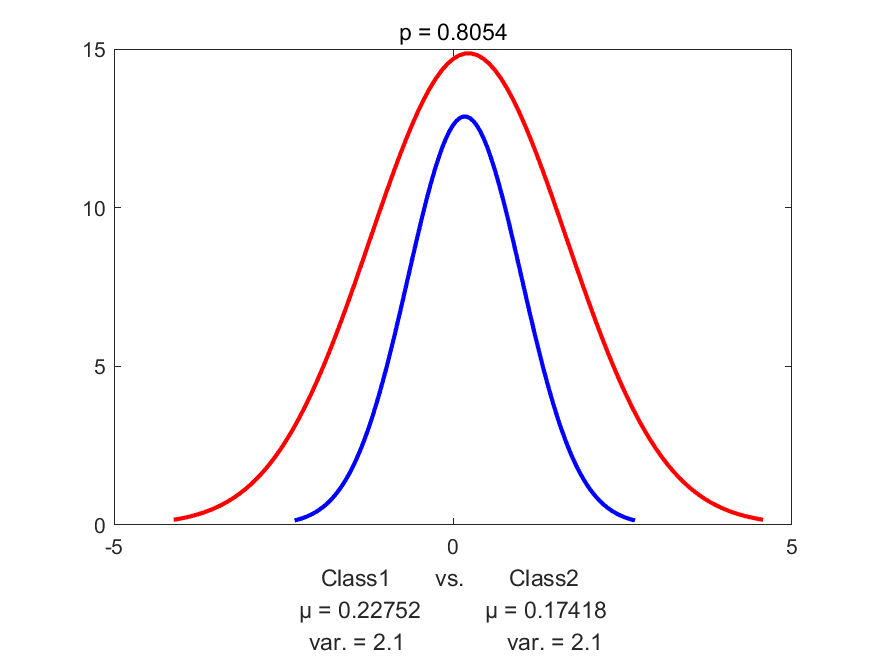 p = 0.8054
15
10
5
0
-5 0 5
Class1 vs. Class2
μ = 0.22752 μ = 0.17418
var. = 2.1 var. = 2.1